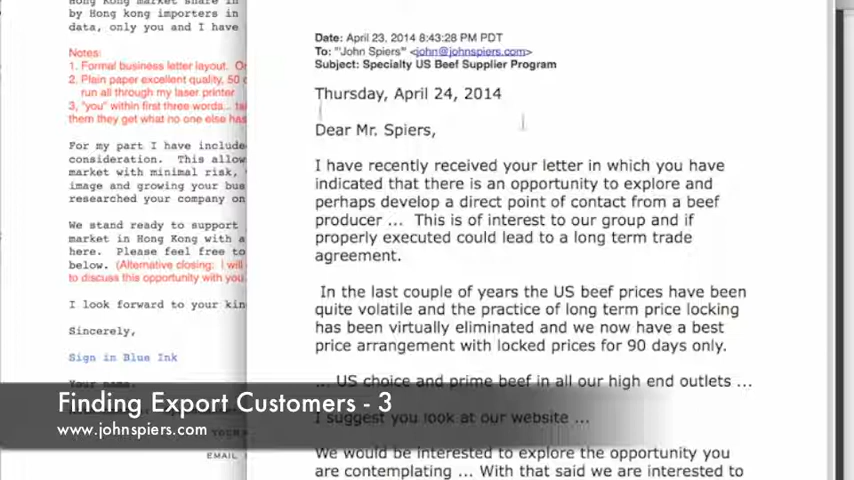 Hong Kong market share in
by Hong kong importers in
data, only you and I have
Notes:
1. Formal business letter layout.
2. Plain paper excellent quality, 50
run all through my laser printer
3, "you" within first three words...
them they get what no one else has
For my part I have include
consideration. This allow
market with minimal risk,
image and growing your bus
researched your company on
We stand ready to support
market in Hong Kong with a
here. Please feel free to
below. (Alternative closing: I will
to discuss this opportunity with you
I look forward to your kin
Sincerely,
Sign in Blue Ink
Your name
EMAIL
Date: April 23, 2014 8:43:28 PM PDT
To: "'John Spiers'" <john@johnspiers.com>
Subject: Specialty US Beef Supplier Program
Thursday, April 24, 2014
Dear Mr. Spiers,
I have recently received your letter in which you have
indicated that there is an opportunity to explore and
perhaps develop a direct point of contact from a beef
producer ... This is of interest to our group and if
properly executed could lead to a long term trade
agreement.
In the last couple of years the US beef prices have been
quite volatile and the practice of long term price locking
has been virtually eliminated and we now have a best
price arrangement with locked prices for 90 days only.
... US choice and prime beef in all our high end outlets ...
I suggest you look at our website ...
We would be interested to explore the opportunity you
are contemplating ... With that said we are interested to
Finding Export Customers - 3
www.johnspiers.com